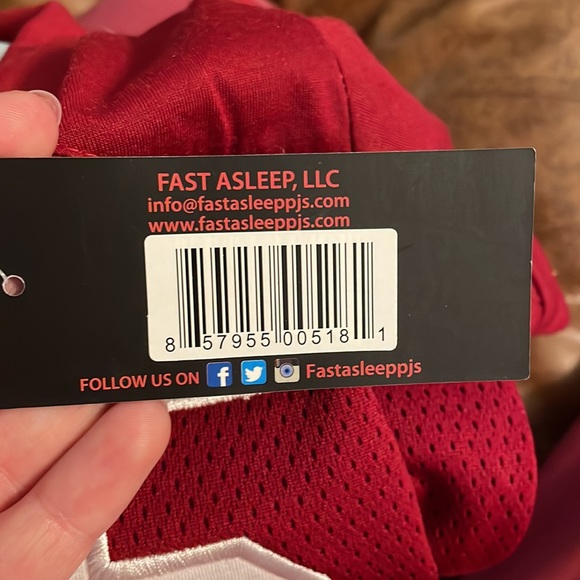 FAST ASLEEP, LLC
info@fastasleeppjs.com
www.fastasleeppjs.com
8 57955 00518 1
FOLLOW US ON f Fastasleeppjs